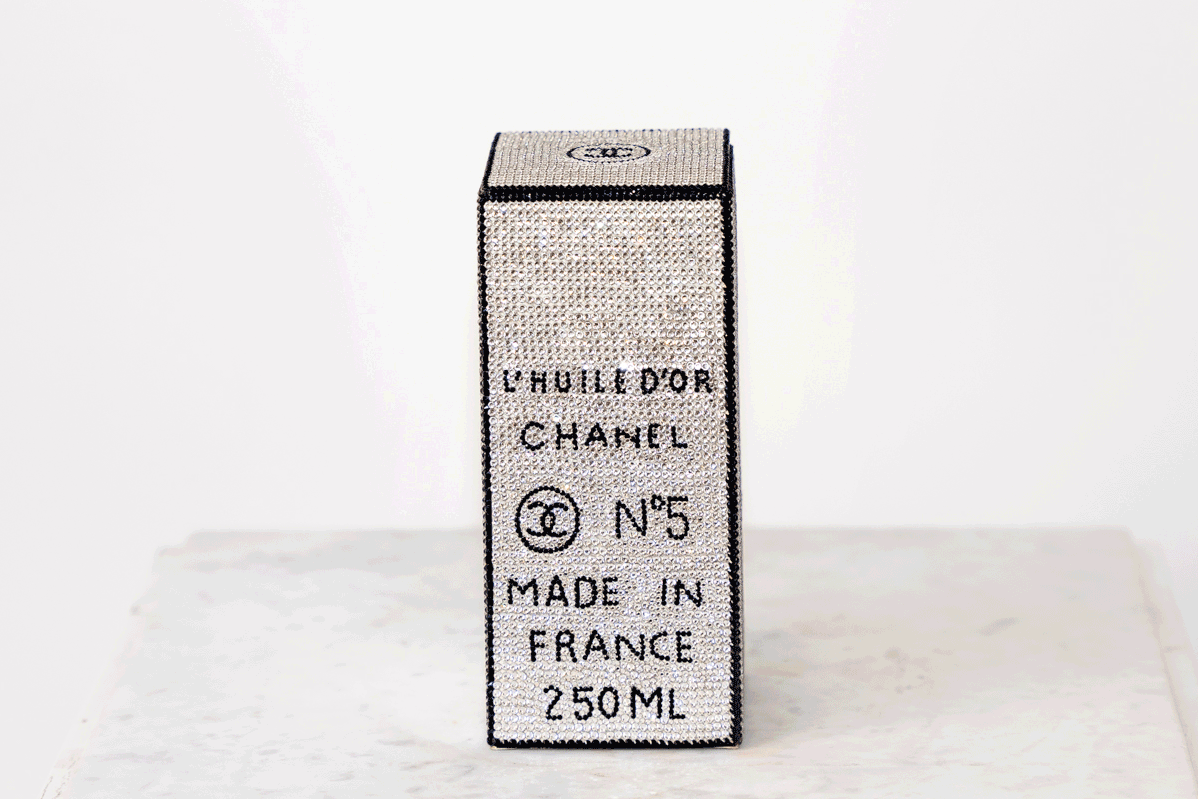 L'HUILE D'OR
CHANEL
N°5
MADE IN
FRANCE
250ML